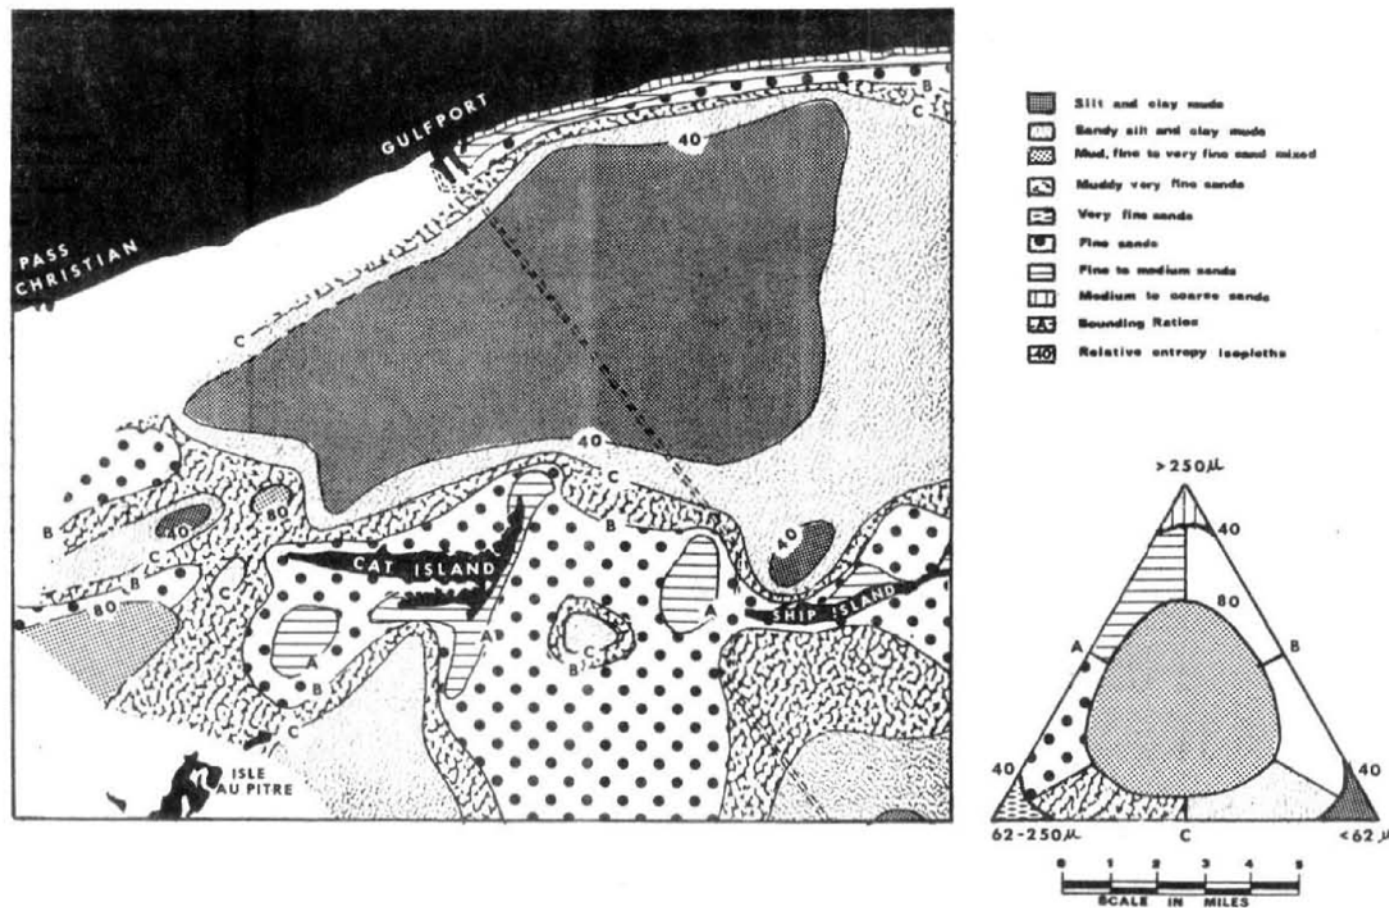 GULFPORT
PASS
CHRISTIAN
B
C
40
C
40
C
B
40
80
C
B
80
C
B
CAT ISLAND
A
B
C
A
B
C
A
40
SHIP ISLAND
ISLE
AU PITRE
Silt and clay muds
Sandy silt and clay muds
Mud, fine to very fine sand mixed
Muddy very fine sands
Very fine sands
Fine sands
Fine to medium sands
Medium to coarse sands
A Bounding Ratios
40 Relative entropy isopleths
>250μ
40
80
A
B
40
40
62-250μ
C
<62μ
0 1 2 3 4 5
SCALE IN MILES